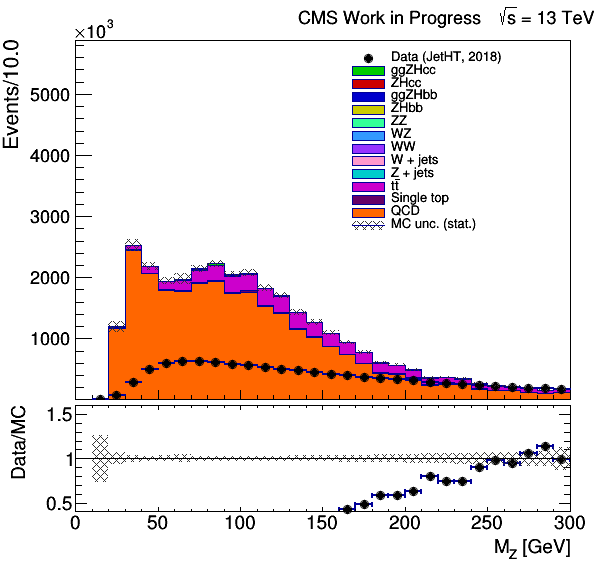 CMS Work in Progress √s = 13 TeV
×10³
Events/10.0
5000
4000
3000
2000
1000
Data (JetHT, 2018)
ggZHcc
ZHcc
ggZHbb
ZHbb
ZZ
WZ
WW
W + jets
Z + jets
tt̄
Single top
QCD
MC unc. (stat.)
Data/MC
1.5
1
0.5
0 50 100 150 200 250 300
M_Z [GeV]